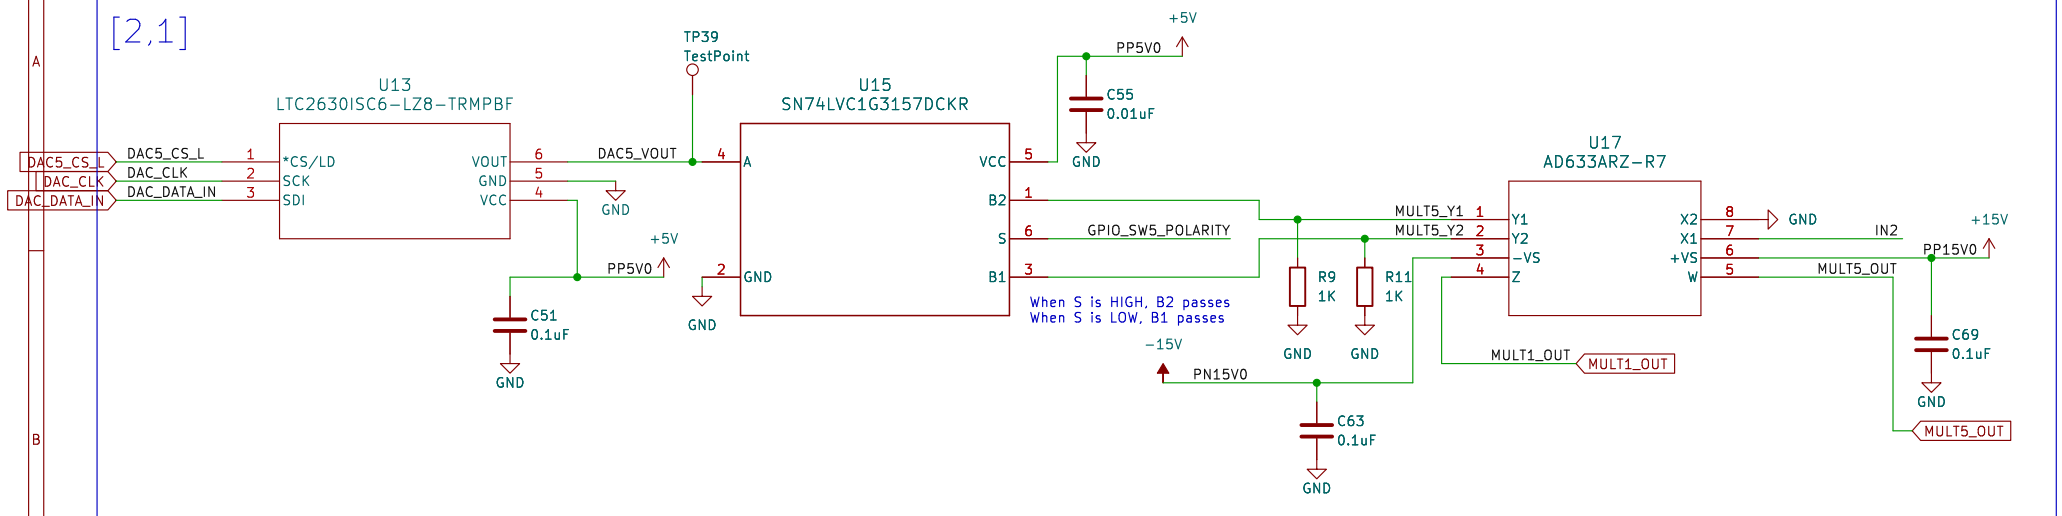 [2,1]
A
B
DAC5_CS_L
DAC_CLK
DAC_DATA_IN
DAC5_CS_L
DAC_CLK
DAC_DATA_IN
U13
LTC2630ISC6-LZ8-TRMPBF
1
2
3
*CS/LD
SCK
SDI
VOUT
GND
VCC
6
5
4
DAC5_VOUT
GND
+5V
PP5V0
C51
0.1uF
GND
TP39
TestPoint
U15
SN74LVC1G3157DCKR
4
A
2
GND
GND
VCC
B2
S
B1
5
1
6
3
+5V
PP5V0
C55
0.01uF
GND
GPIO_SW5_POLARITY
When S is HIGH, B2 passes
When S is LOW, B1 passes
-15V
PN15V0
C63
0.1uF
GND
R9
1K
GND
R11
1K
GND
MULT5_Y1
MULT5_Y2
U17
AD633ARZ-R7
1
2
3
4
Y1
Y2
-VS
Z
X2
X1
+VS
W
8
7
6
5
GND
IN2
+15V
PP15V0
MULT5_OUT
MULT1_OUT
MULT1_OUT
C69
0.1uF
GND
MULT5_OUT